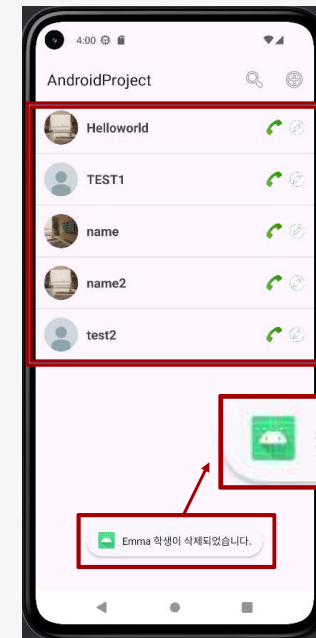 4:00
AndroidProject
Helloworld
TEST1
name
name2
test2
Emma 학생이 삭제되었습니다.